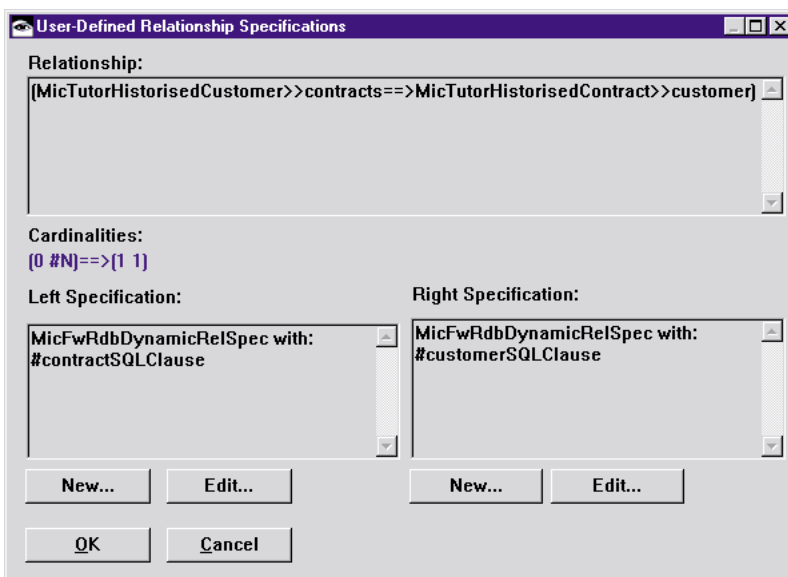 User-Defined Relationship Specifications
Relationship:
(MicTutorHistorisedCustomer>>contracts==>MicTutorHistorisedContract>>customer)
Cardinalities:
(0 #N)==>(1 1)
Left Specification:
Right Specification:
MicFwRdbDynamicRelSpec with:
#contractSQLClause
MicFwRdbDynamicRelSpec with:
#customerSQLClause
New...
Edit...
New...
Edit...
OK
Cancel